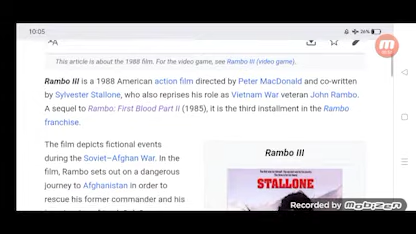 10:05
26%
This article is about the 1988 film. For the video game, see Rambo III (video game).
Rambo III is a 1988 American action film directed by Peter MacDonald and co-written
by Sylvester Stallone, who also reprises his role as Vietnam War veteran John Rambo.
A sequel to Rambo: First Blood Part II (1985), it is the third installment in the Rambo
franchise.
The film depicts fictional events
during the Soviet–Afghan War. In the
film, Rambo sets out on a dangerous
journey to Afghanistan in order to
rescue his former commander and his
Rambo III
STALLONE
Recorded by Mobizen